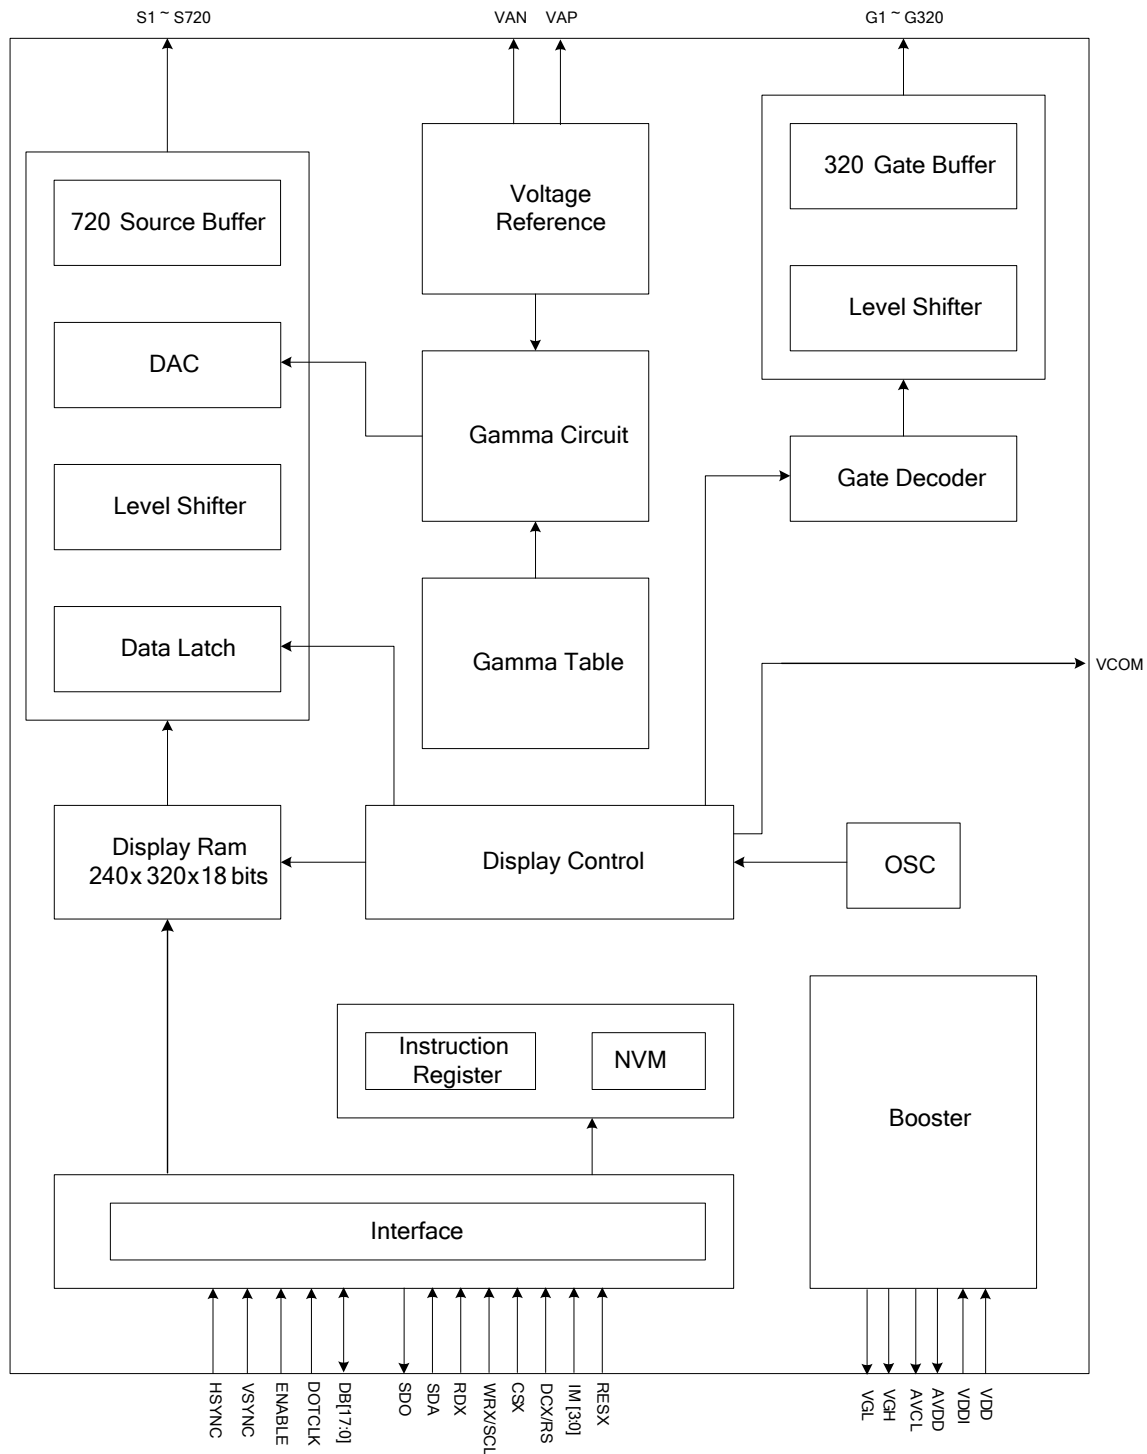 S1 ~ S720
VAN
VAP
G1 ~ G320
720 Source Buffer
Voltage
Reference
320 Gate Buffer
Level Shifter
DAC
Gamma Circuit
Gate Decoder
Level Shifter
Data Latch
Gamma Table
VCOM
Display Ram
240x 320x18 bits
Display Control
OSC
Instruction
Register
NVM
Booster
Interface
HSYNC
VSYNC
ENABLE
DOTCLK
DB[17:0]
SDO
SDA
RDX
WRX/SCL
CSX
DCX/RS
IM [3:0]
RESX
VGL
VGH
AVCL
AVDD
VDDI
VDD